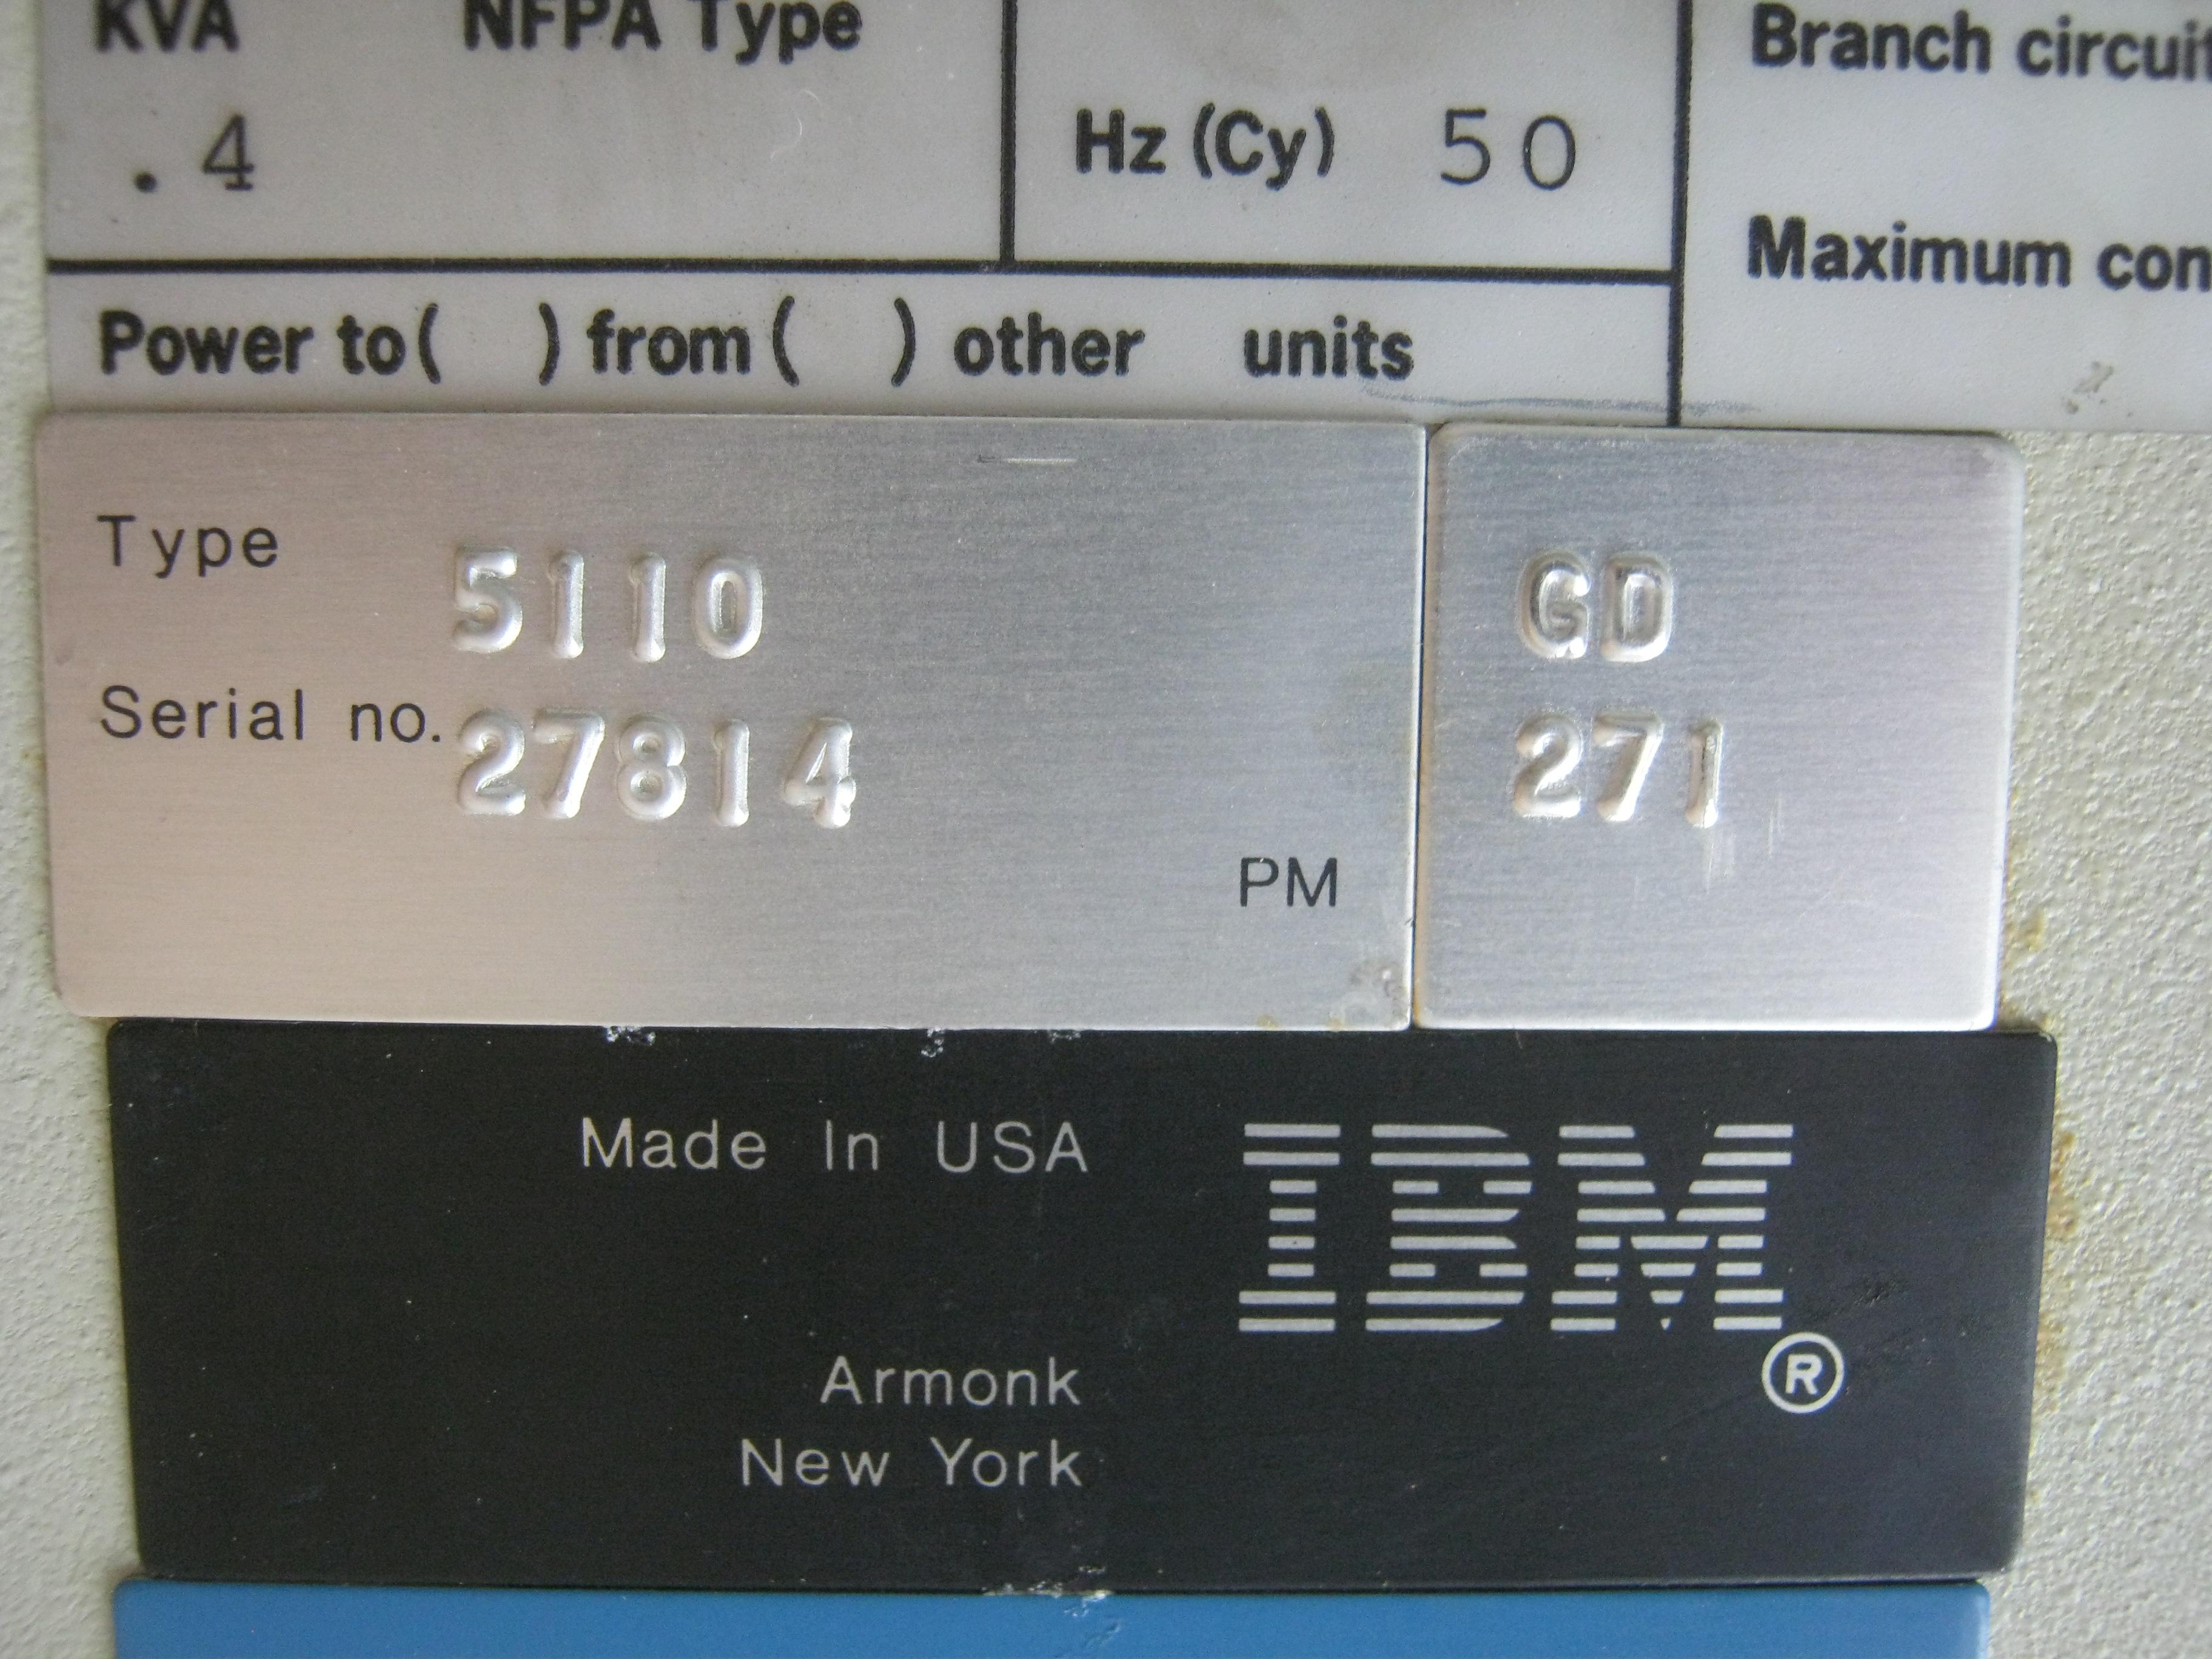 KVA NFPA Type
.4
Hz (Cy) 50
Branch circuit
Maximum con
Power to ( ) from ( ) other units
Type 5110
Serial no. 27814
PM
GD
271
Made In USA
IBM
®
Armonk
New York